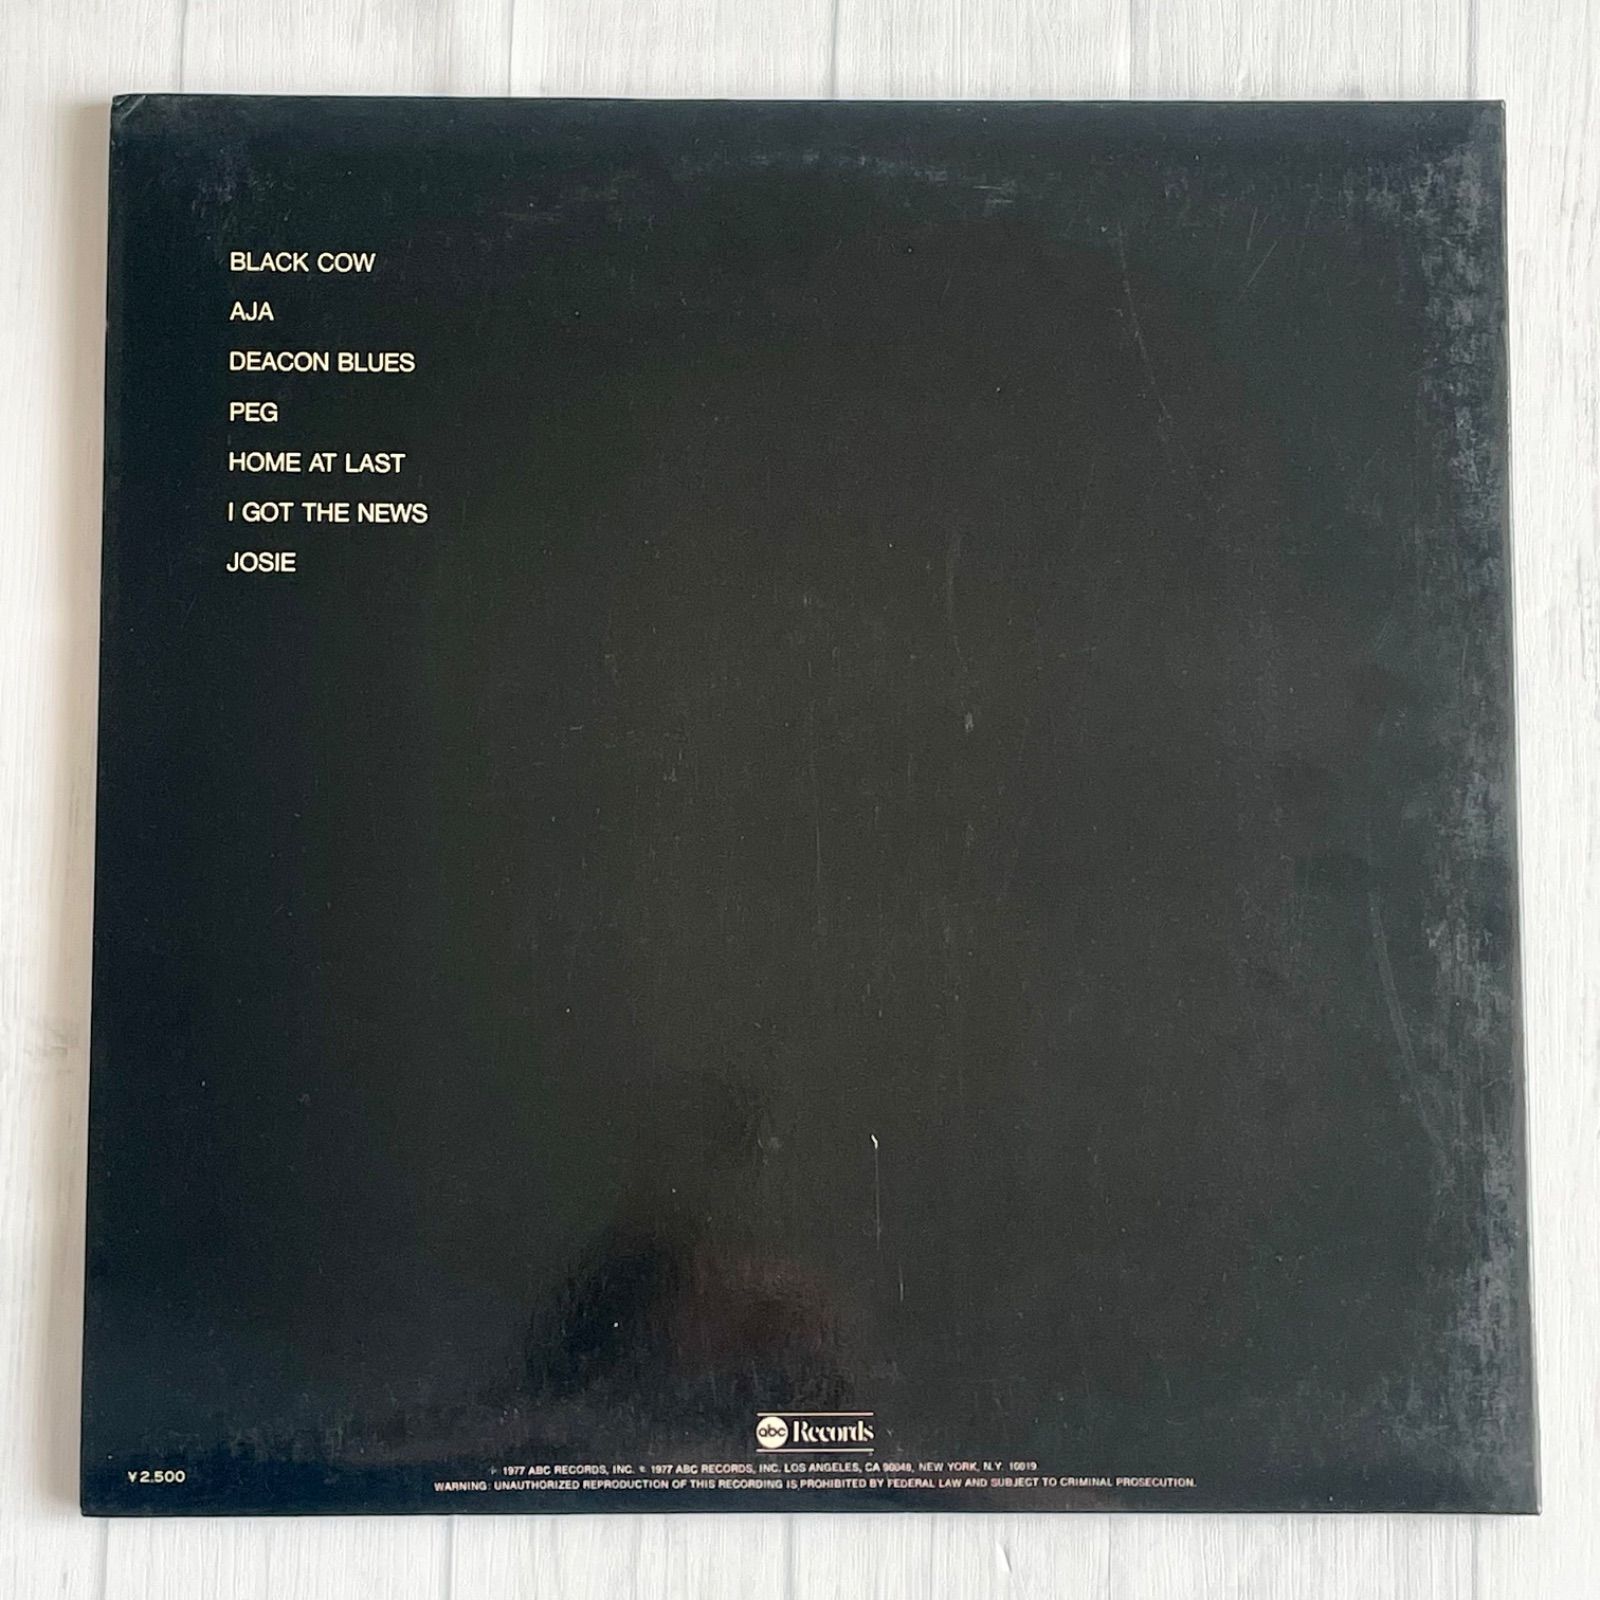 BLACK COW
AJA
DEACON BLUES
PEG
HOME AT LAST
I GOT THE NEWS
JOSIE
abc Records
℗ 1977 ABC RECORDS, INC. © 1977 ABC RECORDS, INC. LOS ANGELES, CA 90048, NEW YORK, N.Y. 10019
WARNING: UNAUTHORIZED REPRODUCTION OF THIS RECORDING IS PROHIBITED BY FEDERAL LAW AND SUBJECT TO CRIMINAL PROSECUTION.
¥2,500